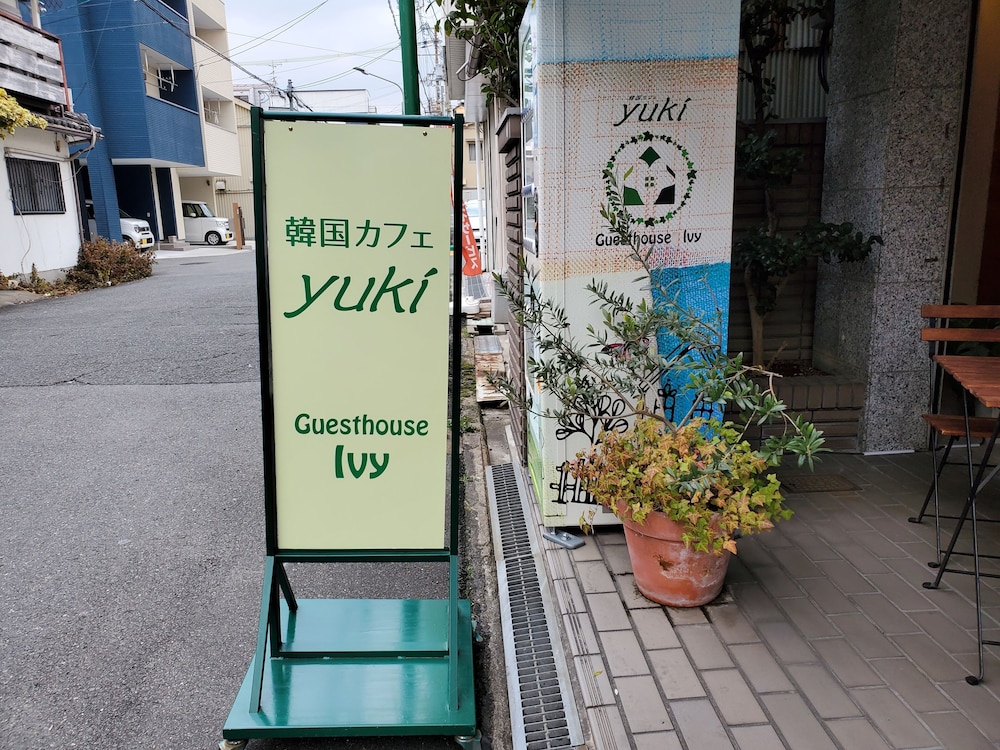 韓国カフェ
yuki
Guesthouse
Ivy
yuki
Guesthouse Ivy